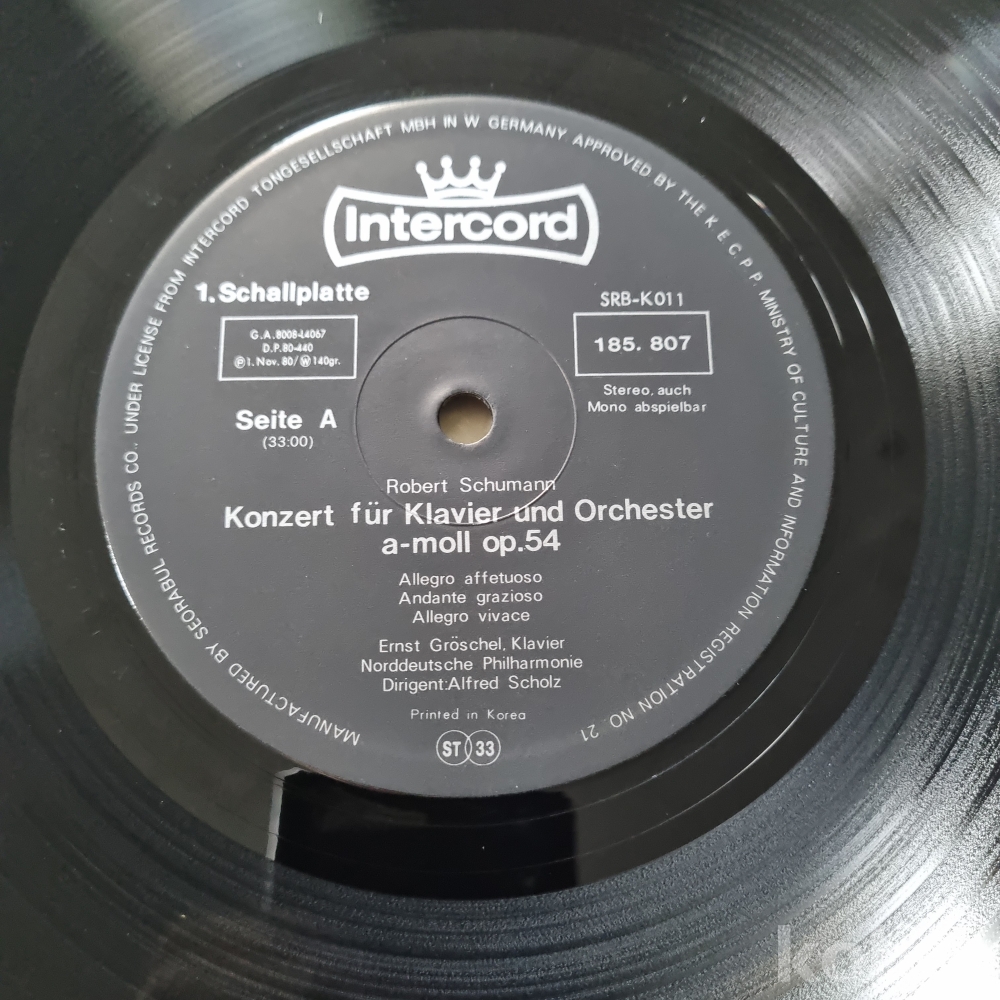 MANUFACTURED BY SEORABUL RECORDS CO., UNDER LICENSE FROM INTERCORD TONGESELLSCHAFT MBH IN W GERMANY APPROVED BY THE K.E.C.P.P. MINISTRY OF CULTURE AND INFORMATION REGISTRATION NO. 21
Intercord
1. Schallplatte
SRB-K011
G.A. 8008-L4067
D.P. 80-440
Ⓟ1. Nov. 80/Ⓦ140gr.
185. 807
Stereo, auch
Mono abspielbar
Seite A
(33:00)
Robert Schumann
Konzert für Klavier und Orchester
a-moll op.54
Allegro affetuoso
Andante grazioso
Allegro vivace
Ernst Gröschel, Klavier
Norddeutsche Philharmonie
Dirigent:Alfred Scholz
Printed in Korea
ST 33